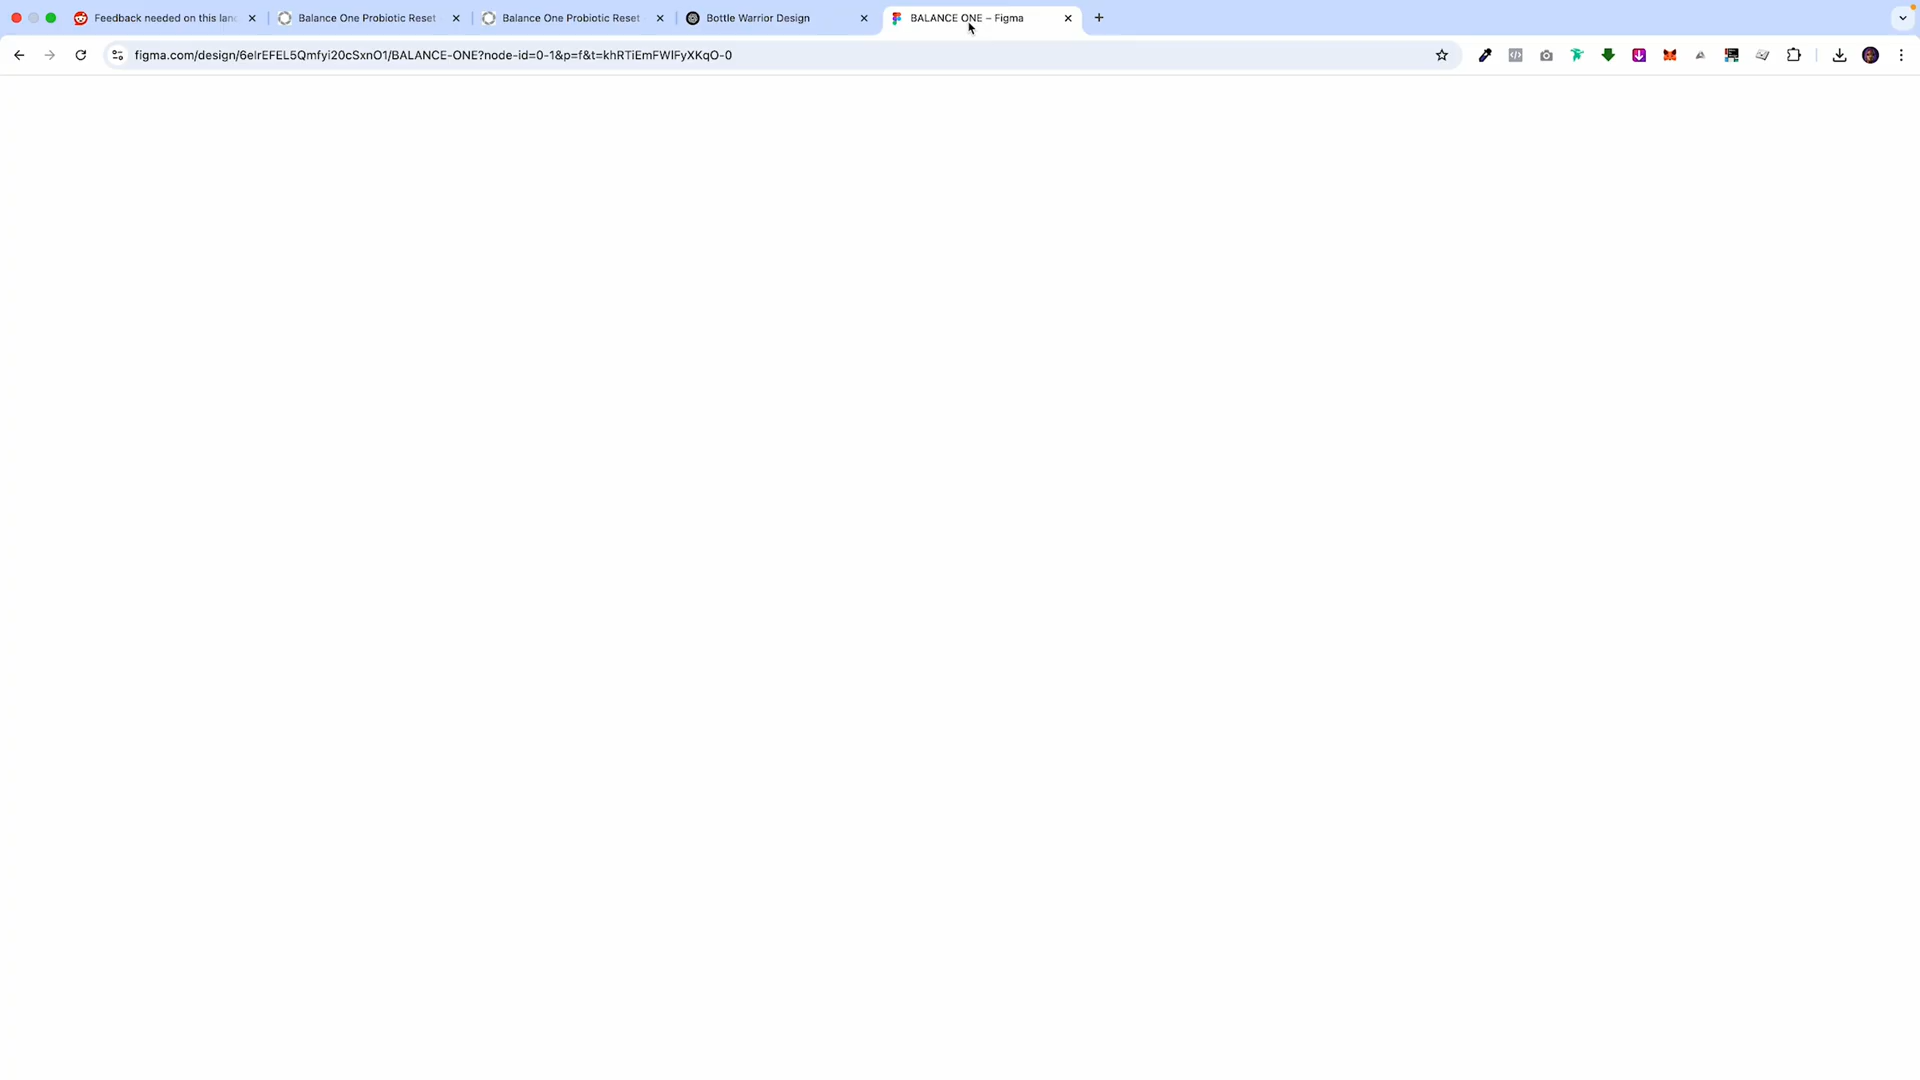 Feedback needed on this lan
Balance One Probiotic Reset
Balance One Probiotic Reset
Bottle Warrior Design
BALANCE ONE – Figma
figma.com/design/6elrEFEL5Qmfyi20cSxnO1/BALANCE-ONE?node-id=0-1&p=f&t=khRTiEmFWlFyXKqO-0